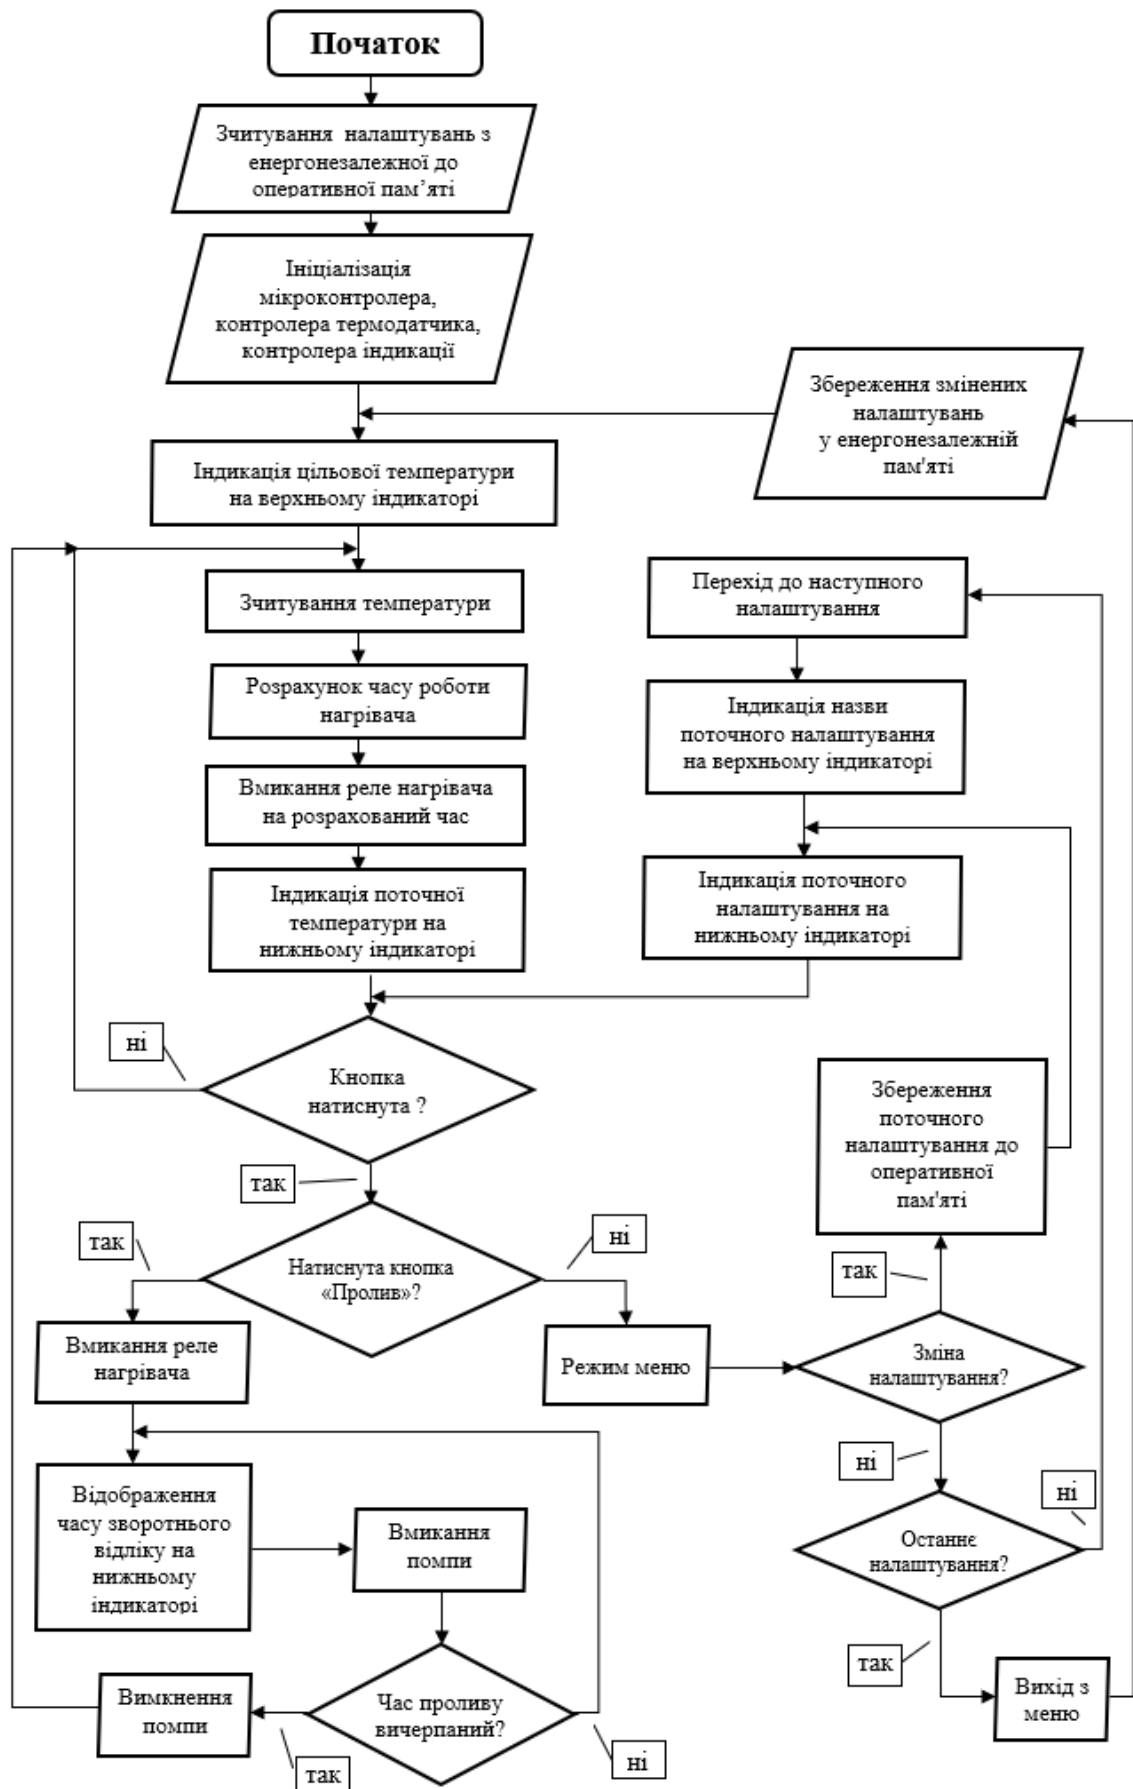 Початок
Зчитування налаштувань з
енергонезалежної до
оперативної пам’яті
Ініціалізація
мікроконтролера,
контролера термодатчика,
контролера індикації
Збереження змінених
налаштувань
у енергонезалежній
пам'яті
Індикація цільової температури
на верхньому індикаторі
Зчитування температури
Перехід до наступного
налаштування
Розрахунок часу роботи
нагрівача
Індикація назви
поточного налаштування
на верхньому індикаторі
Вмикання реле нагрівача
на розрахований час
Індикація поточної
температури на
нижньому індикаторі
Індикація поточного
налаштування на
нижньому індикаторі
ні
Кнопка
натиснута ?
Збереження
поточного
налаштування до
оперативної
пам'яті
так
так
Натиснута кнопка
«Пролив»?
ні
так
Вмикання реле
нагрівача
Режим меню
Зміна
налаштування?
ні
ні
Відображення
часу зворотнього
відліку на
нижньому
індикаторі
Вмикання
помпи
Останнє
налаштування?
так
Вимкнення
помпи
Час проливу
вичерпаний?
Вихід з
меню
так
ні